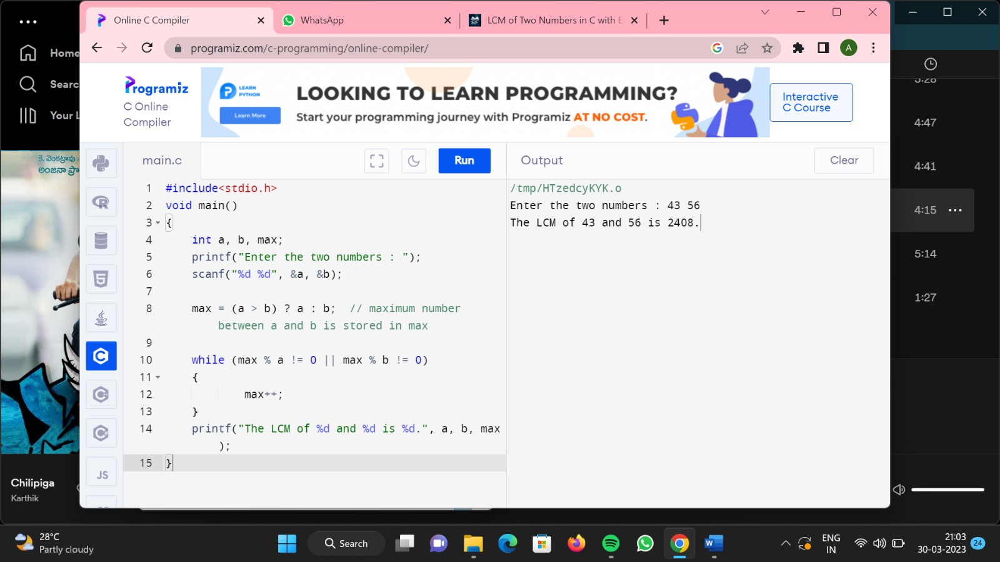 Online C Compiler
WhatsApp
LCM of Two Numbers in C with E
programiz.com/c-programming/online-compiler/
A
Home
Searc
Your L
Programiz
C Online
Compiler
LEARN
PYTHON
Learn More
LOOKING TO LEARN PROGRAMMING?
Start your programming journey with Programiz AT NO COST.
Interactive
C Course
main.c
Run
Output
Clear
1 #include<stdio.h>
2 void main()
3 {
4 int a, b, max;
5 printf("Enter the two numbers : ");
6 scanf("%d %d", &a, &b);
7
8 max = (a > b) ? a : b;  // maximum number
between a and b is stored in max
9
10 while (max % a != 0 || max % b != 0)
11 {
12 max++;
13 }
14 printf("The LCM of %d and %d is %d.", a, b, max
);
15 }
/tmp/HTzedcyKYK.o
Enter the two numbers : 43 56
The LCM of 43 and 56 is 2408.
JS
5:28
4:47
4:41
4:15
5:14
1:27
కె. వెంకట్రావు
అంజనా ప్రొ
Chilipiga
Karthik
28°C
Partly cloudy
Search
ENG
IN
21:03
30-03-2023
24